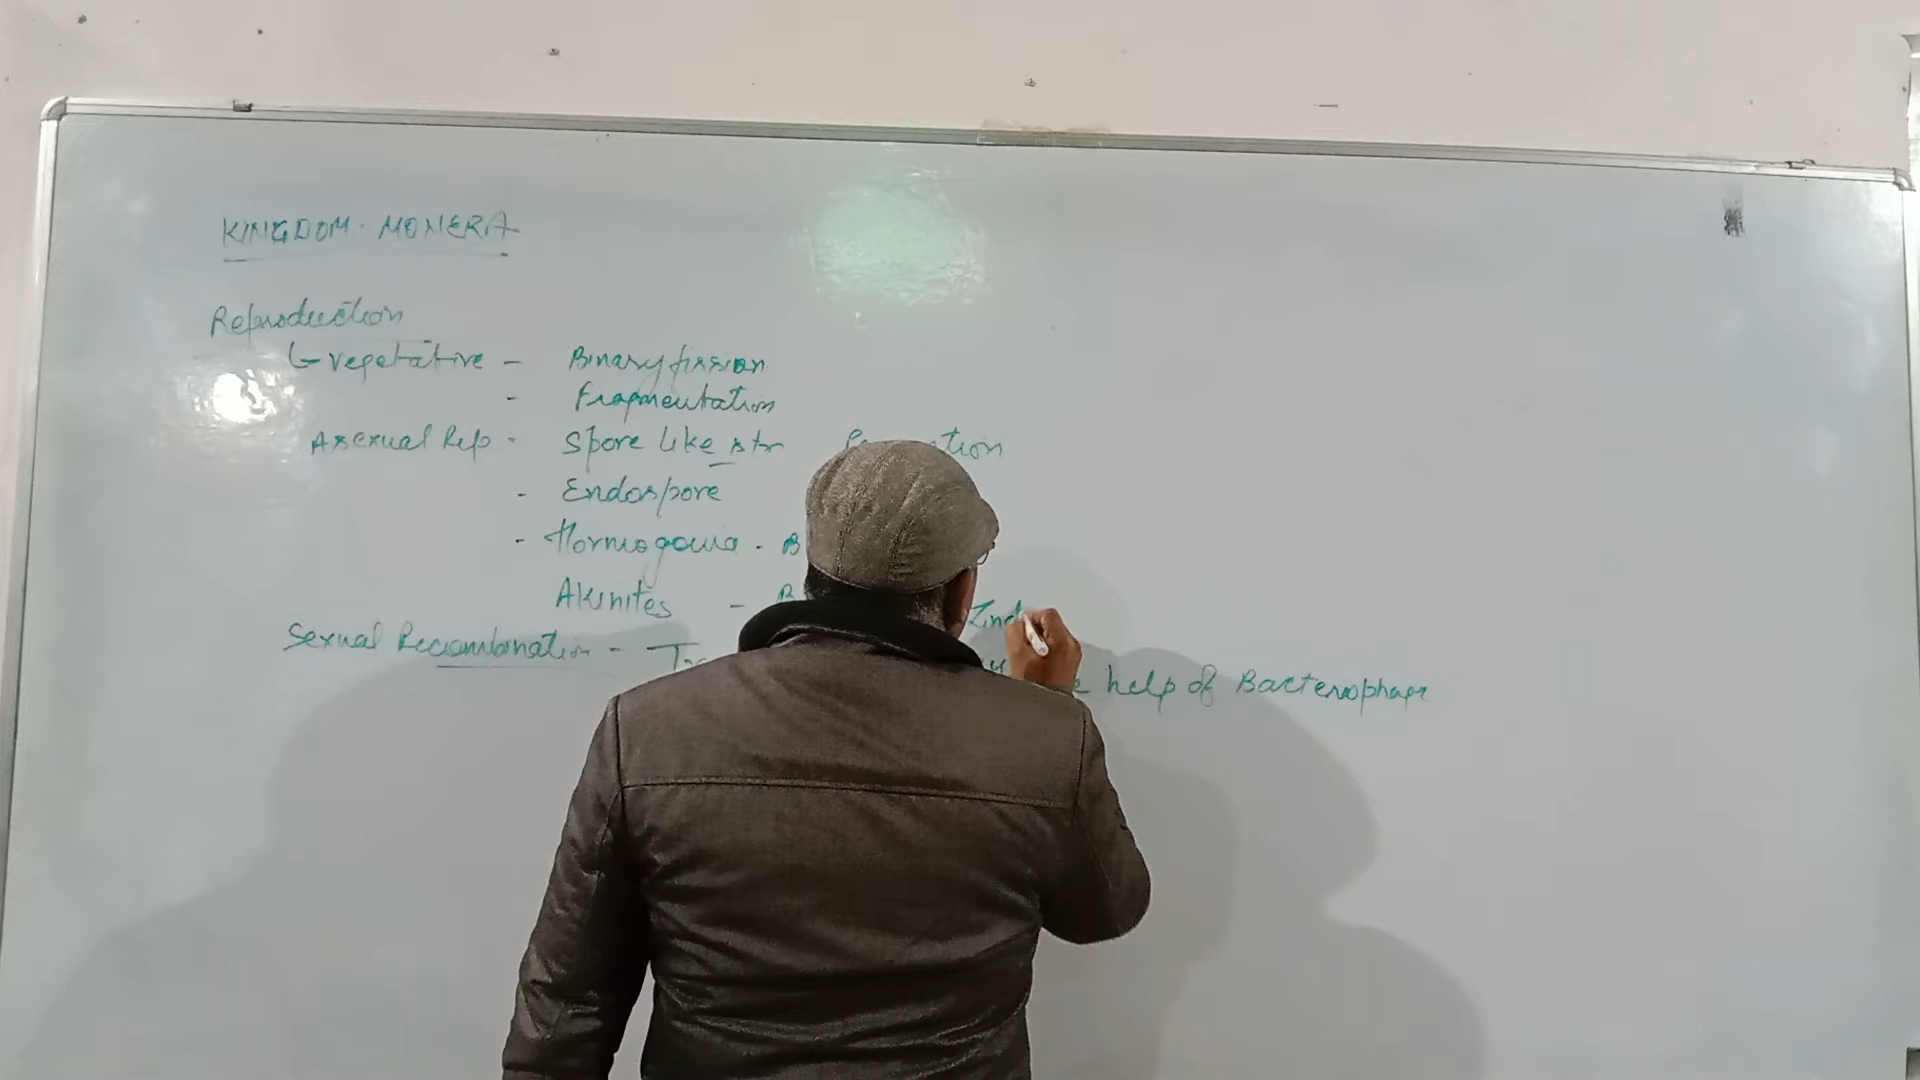 KINGDOM. MONERA
Reproduction
vegetative - Binary fission
- Fragmentation
Asexual Rep - Spore like str
- Endospore
- Hormogonia - B
Akinites - B
Sexual Recombination -
help of Bacteriophage